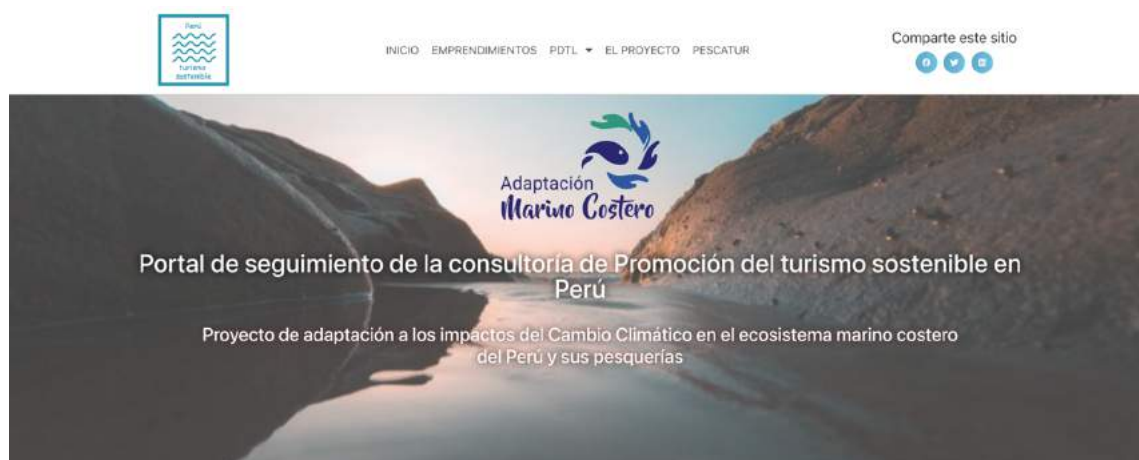 Perú
turismo
sostenible
INICIO EMPRENDIMIENTOS PDTL EL PROYECTO PESCATUR
Comparte este sitio
Adaptación
Marino Costero
Portal de seguimiento de la consultoría de Promoción del turismo sostenible en
Perú
Proyecto de adaptación a los impactos del Cambio Climático en el ecosistema marino costero
del Perú y sus pesquerías